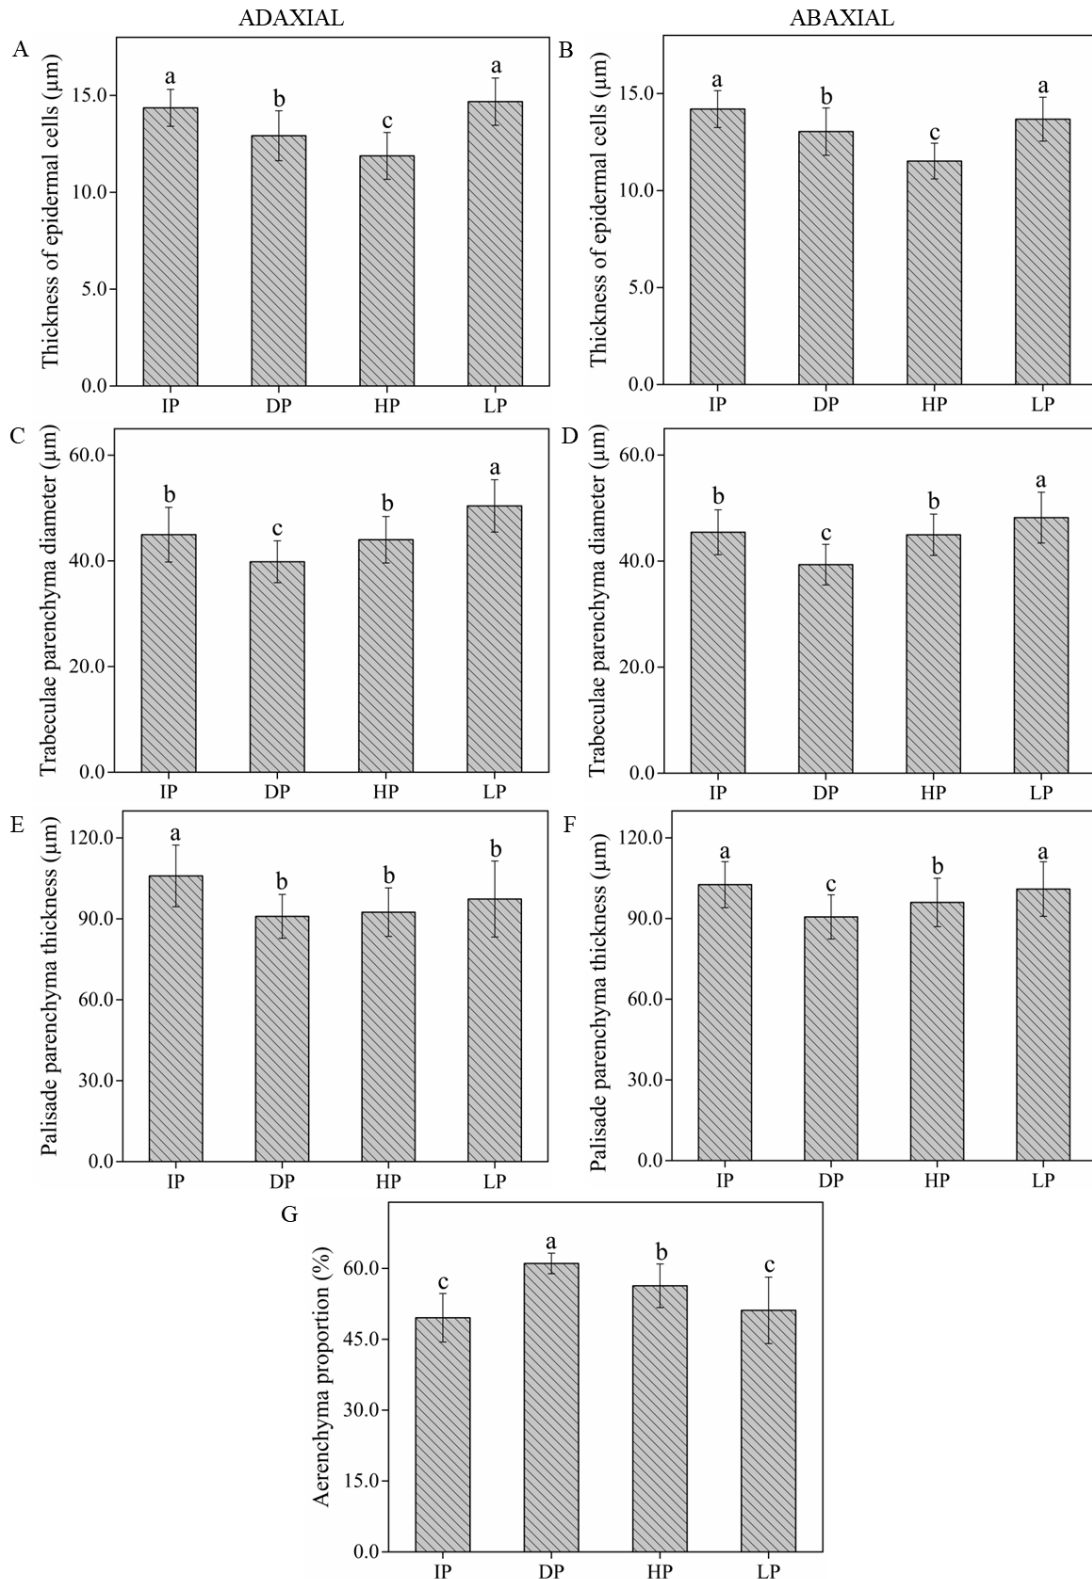 ADAXIAL
ABAXIAL
A
Thickness of epidermal cells (μm)
15.0
10.0
5.0
0.0
a
b
c
a
IP DP HP LP
B
Thickness of epidermal cells (μm)
15.0
10.0
5.0
0.0
a
b
c
a
IP DP HP LP
C
Trabeculae parenchyma diameter (μm)
60.0
40.0
20.0
0.0
b
c
b
a
IP DP HP LP
D
Trabeculae parenchyma diameter (μm)
60.0
40.0
20.0
0.0
b
c
b
a
IP DP HP LP
E
Palisade parenchyma thickness (μm)
120.0
90.0
60.0
30.0
0.0
a
b
b
b
IP DP HP LP
F
Palisade parenchyma thickness (μm)
120.0
90.0
60.0
30.0
0.0
a
c
b
a
IP DP HP LP
G
Aerenchyma proportion (%)
60.0
45.0
30.0
15.0
0.0
c
a
b
c
IP DP HP LP